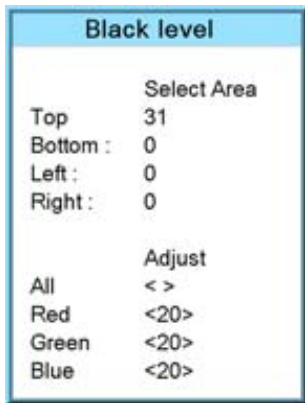 Black level
Select Area
Top 31
Bottom : 0
Left : 0
Right : 0
Adjust
All < >
Red <20>
Green <20>
Blue <20>